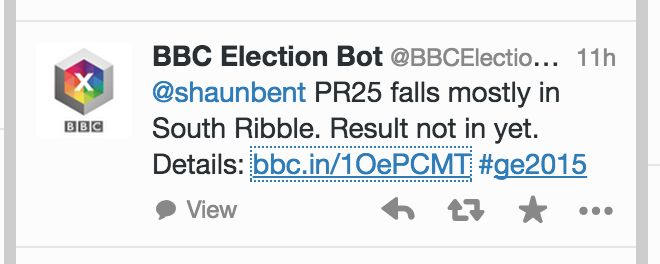 BBC Election Bot @BBCElectio... 11h
@shaunbent PR25 falls mostly in
South Ribble. Result not in yet.
Details: bbc.in/1OePCMT #ge2015
BBC
View